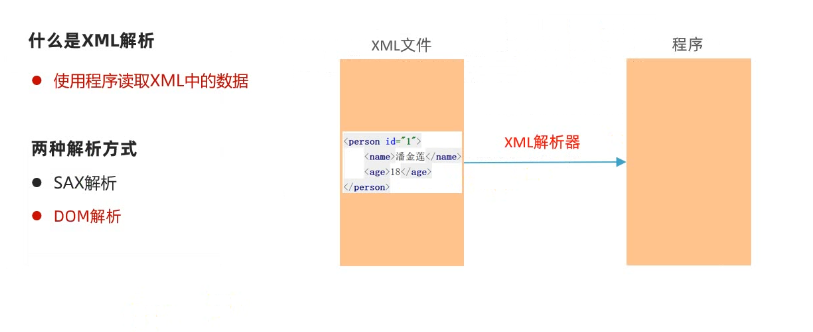 什么是XML解析
使用程序读取XML中的数据
两种解析方式
SAX解析
DOM解析
XML文件
<person id="1">
<name>潘金莲</name>
<age>18</age>
</person>
XML解析器
程序